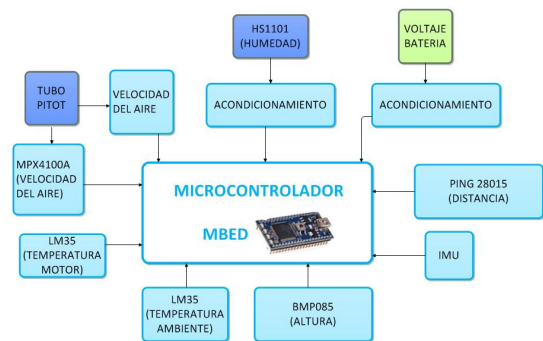 HS1101
(HUMEDAD)
VOLTAJE
BATERIA
TUBO
PITOT
VELOCIDAD
DEL AIRE
ACONDICIONAMIENTO
ACONDICIONAMIENTO
MPX4100A
(VELOCIDAD
DEL AIRE)
MICROCONTROLADOR
MBED
PING 28015
(DISTANCIA)
LM35
(TEMPERATURA
MOTOR)
IMU
LM35
(TEMPERATURA
AMBIENTE)
BMP085
(ALTURA)